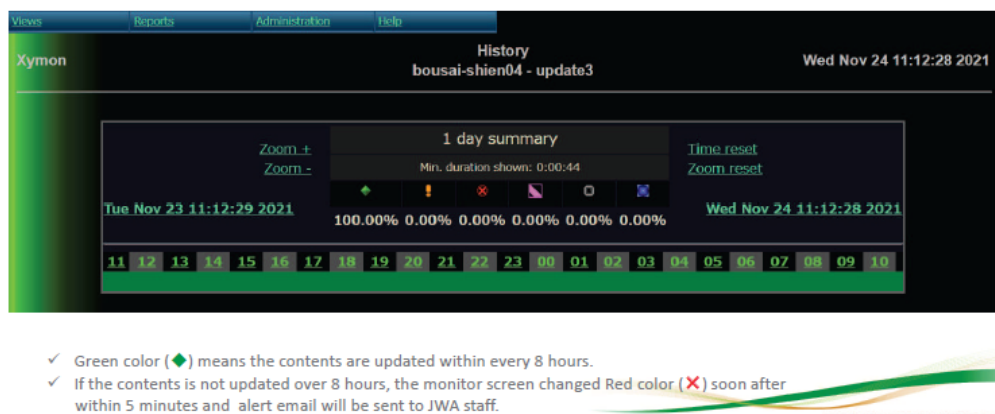 Views Reports Administration Help
Xymon
History
bousai-shien04 - update3
Wed Nov 24 11:12:28 2021
Zoom +
Zoom -
1 day summary
Min. duration shown: 0:00:44
Time reset
Zoom reset
Tue Nov 23 11:12:29 2021
100.00% 0.00% 0.00% 0.00% 0.00% 0.00%
Wed Nov 24 11:12:28 2021
11 12 13 14 15 16 17 18 19 20 21 22 23 00 01 02 03 04 05 06 07 08 09 10
✓ Green color (◆) means the contents are updated within every 8 hours.
✓ If the contents is not updated over 8 hours, the monitor screen changed Red color (✕) soon after
within 5 minutes and alert email will be sent to JWA staff.